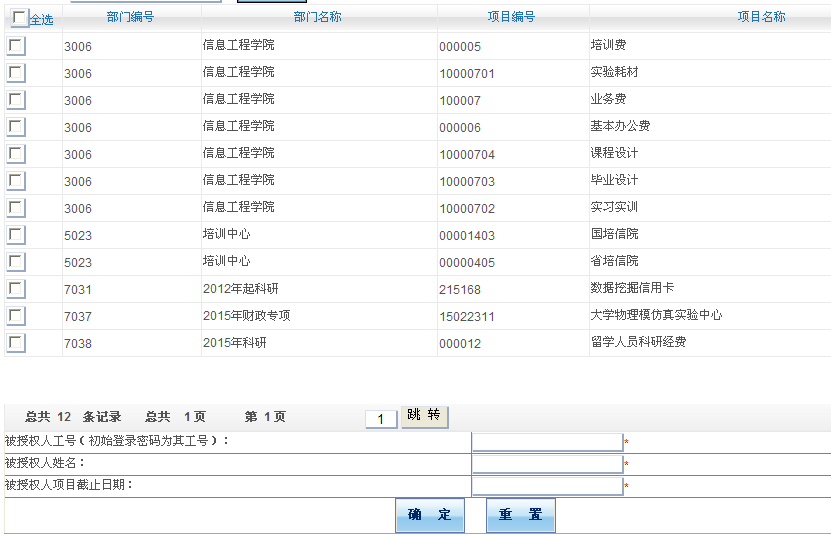 全选 部门编号 部门名称 项目编号 项目名称
3006 信息工程学院 000005 培训费
3006 信息工程学院 10000701 实验耗材
3006 信息工程学院 100007 业务费
3006 信息工程学院 000006 基本办公费
3006 信息工程学院 10000704 课程设计
3006 信息工程学院 10000703 毕业设计
3006 信息工程学院 10000702 实习实训
5023 培训中心 00001403 国培信院
5023 培训中心 00000405 省培信院
7031 2012年起科研 215168 数据挖掘信用卡
7037 2015年财政专项 15022311 大学物理模仿真实验中心
7038 2015年科研 000012 留学人员科研经费
总共 12 条记录 总共 1页 第 1页 1 跳 转
被授权人工号(初始登录密码为其工号): *
被授权人姓名: *
被授权人项目截止日期: *
确 定 重 置